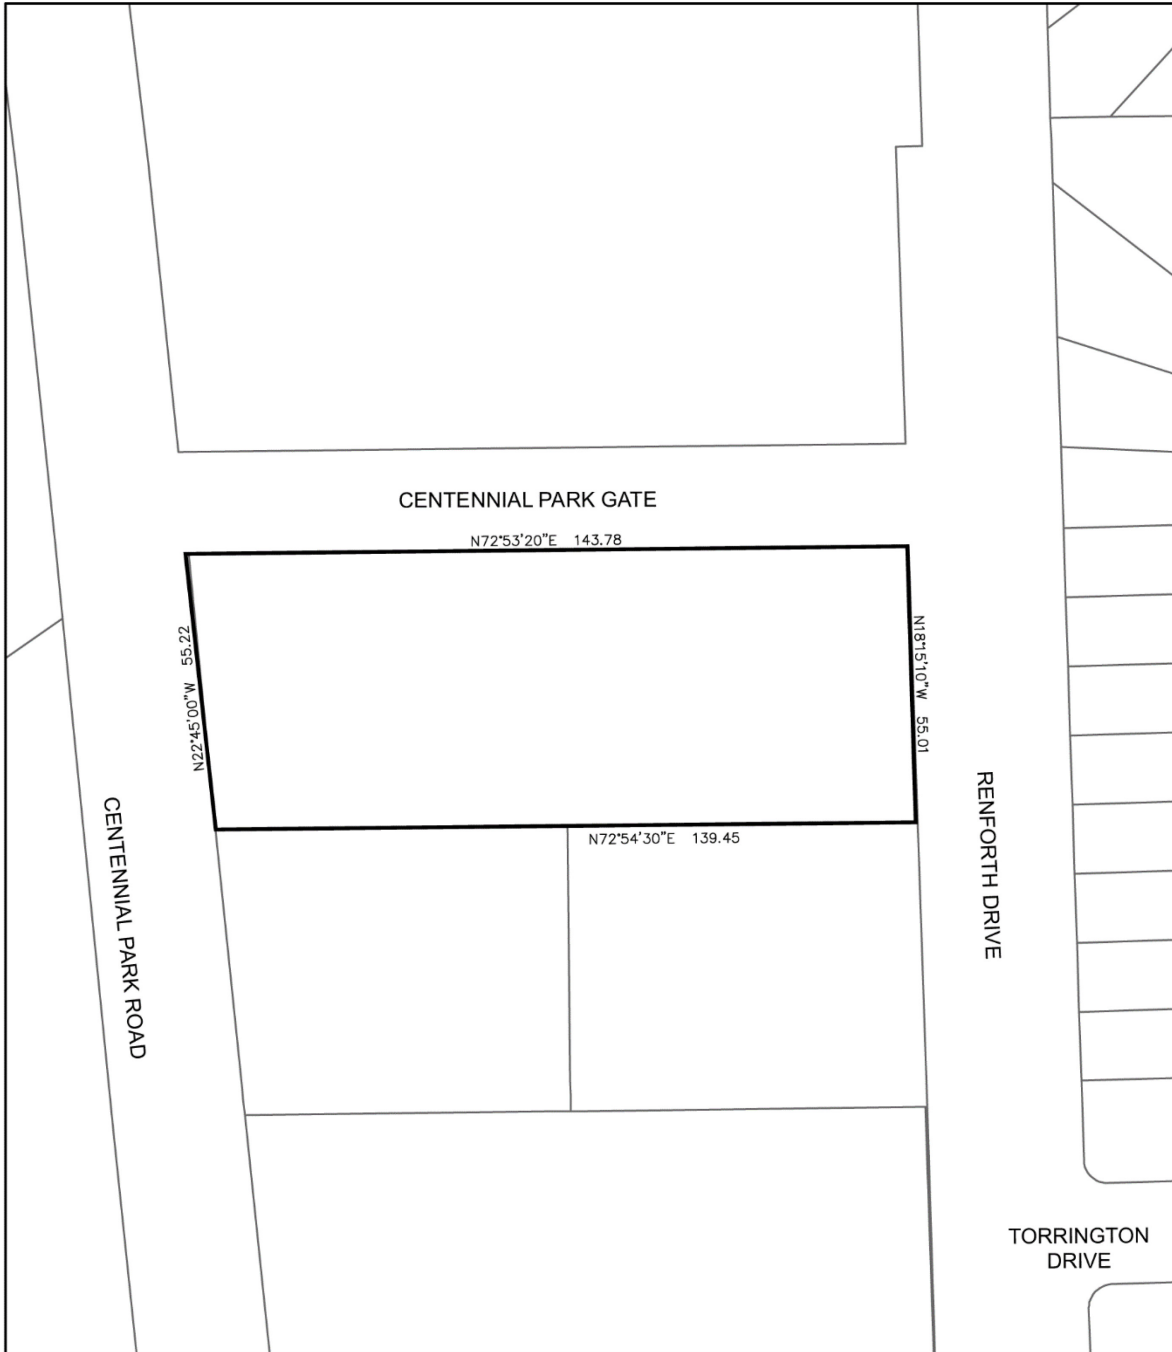 CENTENNIAL PARK GATE
N72°53'20"E 143.78
N22°45'00"W 55.22
N18°15'10"W 55.01
N72°54'30"E 139.45
CENTENNIAL PARK ROAD
RENFORTH DRIVE
TORRINGTON
DRIVE